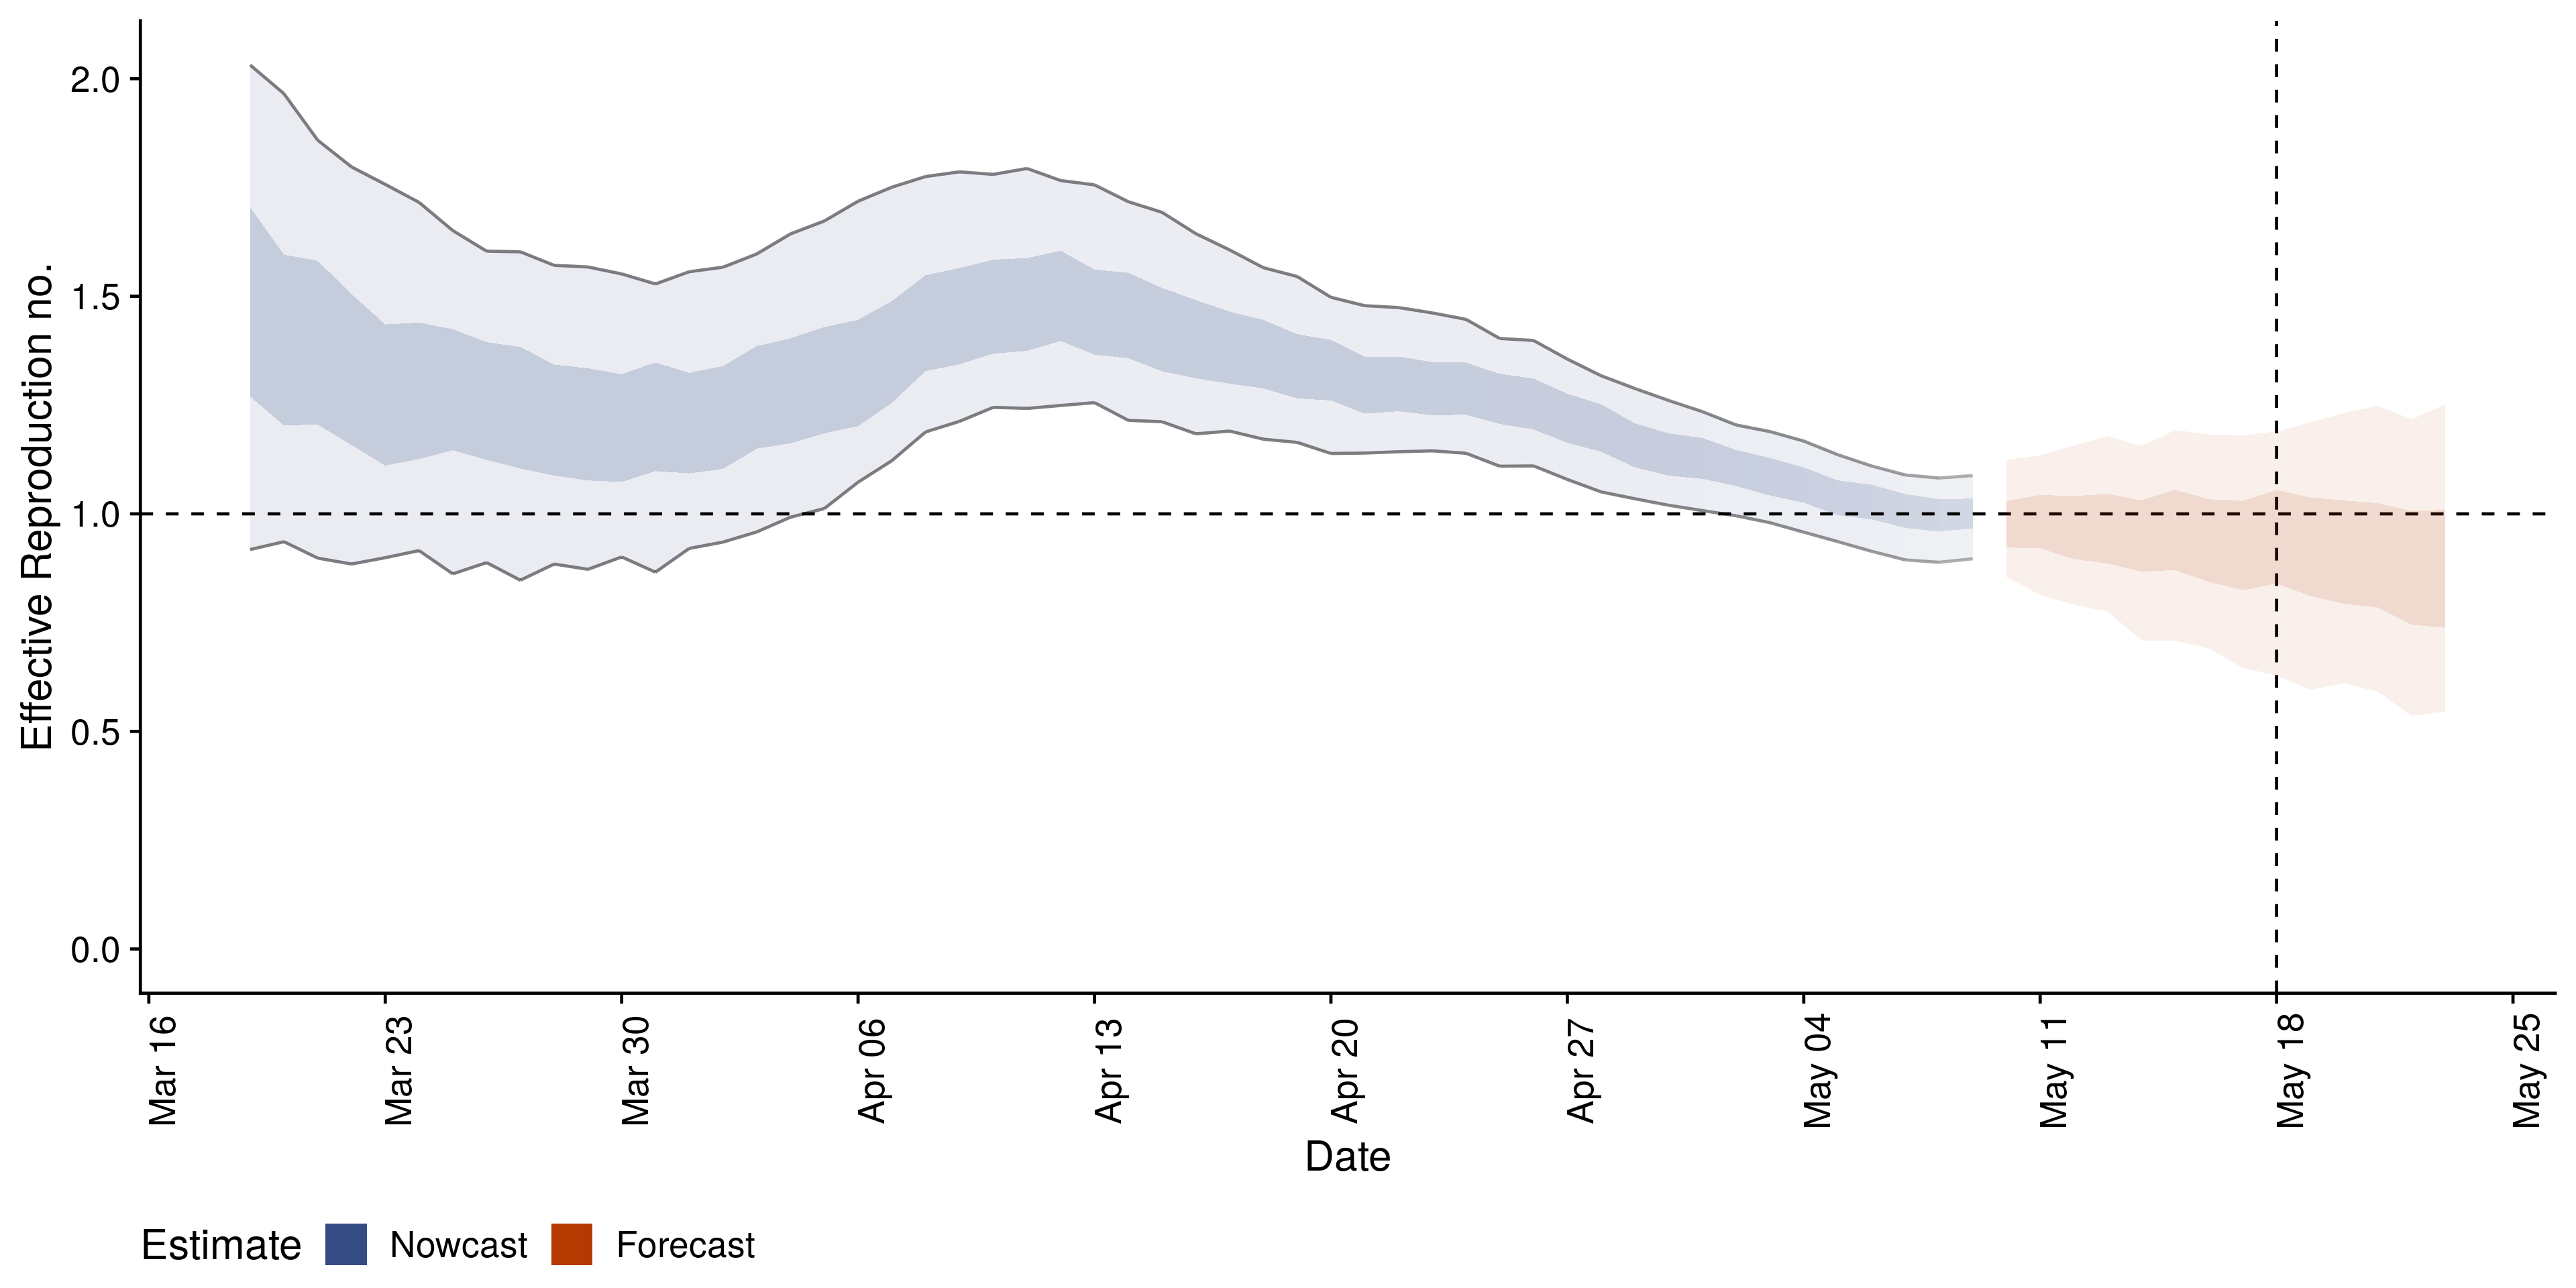 Effective Reproduction no.
2.0
1.5
1.0
0.5
0.0
Mar 16
Mar 23
Mar 30
Apr 06
Apr 13
Apr 20
Apr 27
May 04
May 11
May 18
May 25
Date
Estimate Nowcast Forecast